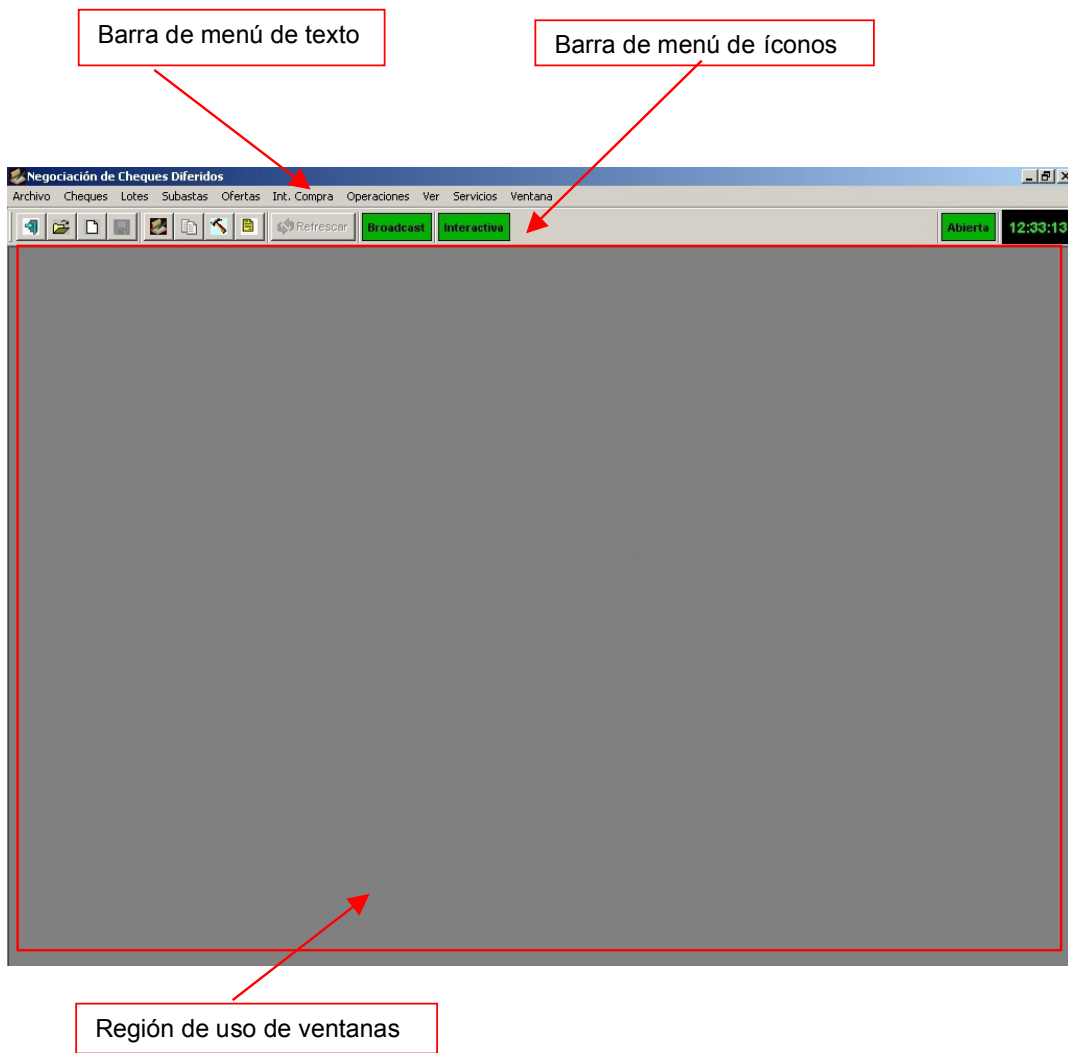 Barra de menú de texto
Barra de menú de íconos
Negociación de Cheques Diferidos
Archivo Cheques Lotes Subastas Ofertas Int. Compra Operaciones Ver Servicios Ventana
Refrescar Broadcast Interactiva Abierta 12:33:13
Región de uso de ventanas